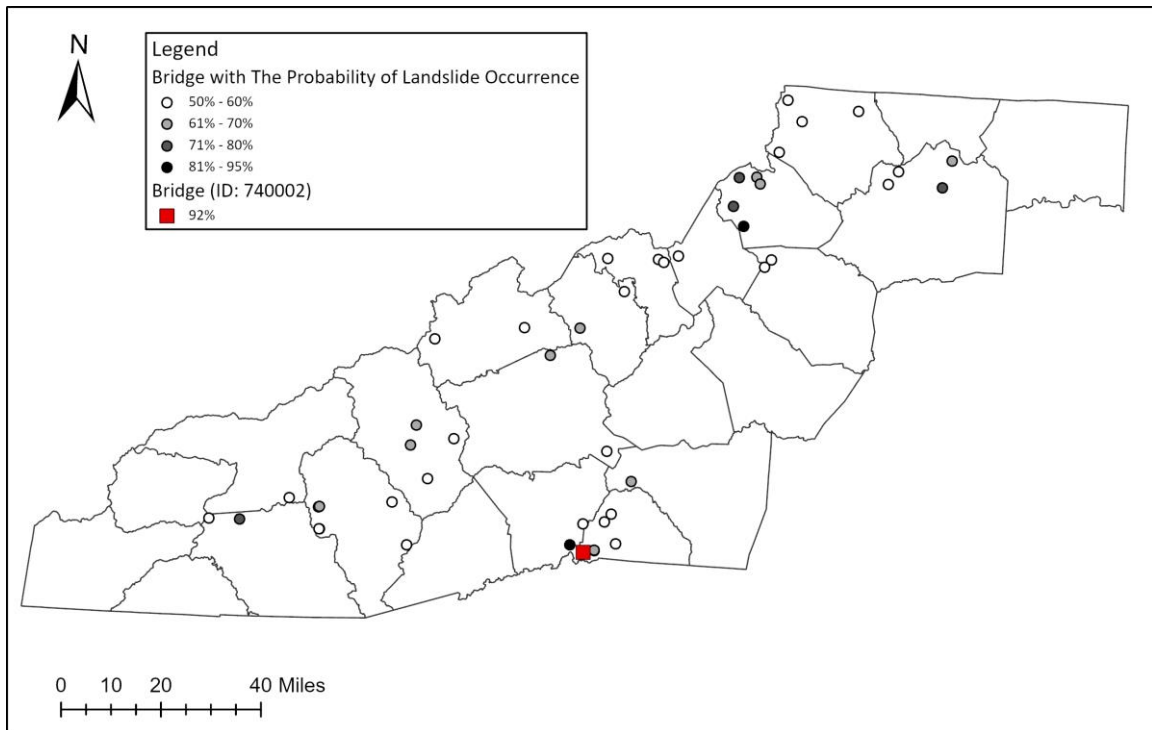 N
Legend
Bridge with The Probability of Landslide Occurrence
50% - 60%
61% - 70%
71% - 80%
81% - 95%
Bridge (ID: 740002)
92%
0 10 20 40 Miles